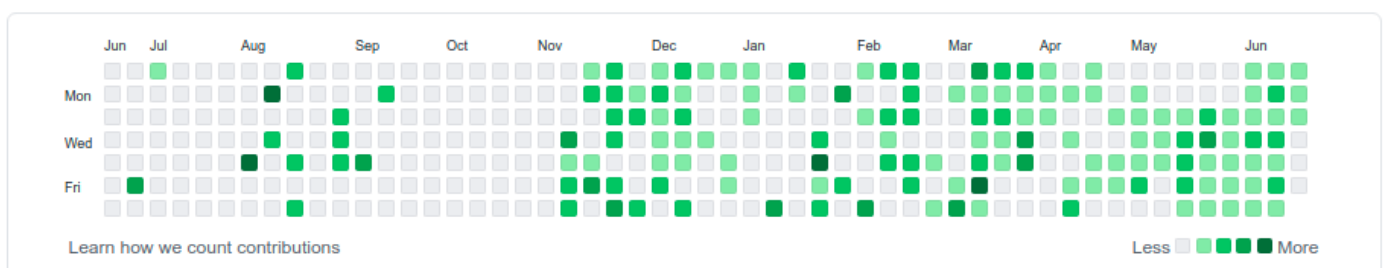 Jun Jul Aug Sep Oct Nov Dec Jan Feb Mar Apr May Jun
Mon
Wed
Fri
Learn how we count contributions
Less More